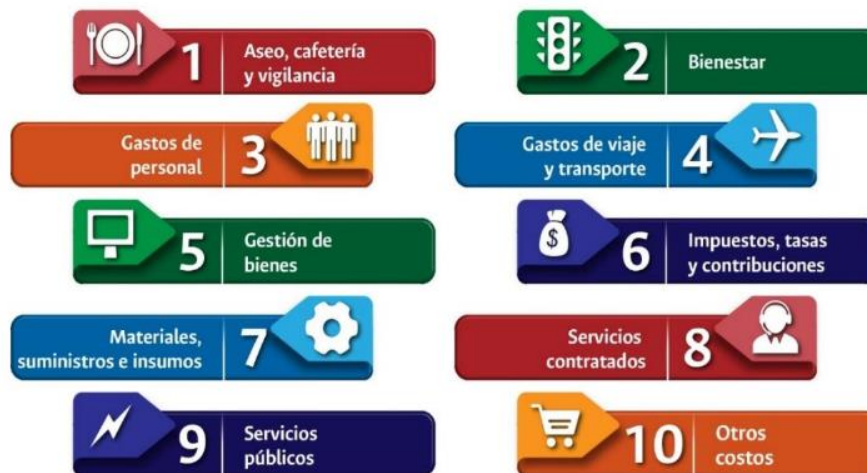 1
Aseo, cafetería
y vigilancia
2
Bienestar
Gastos de
personal
3
Gastos de viaje
y transporte
4
5
Gestión de
bienes
$
6
Impuestos, tasas
y contribuciones
Materiales,
suministros e insumos
7
Servicios
contratados
8
9
Servicios
públicos
10
Otros
costos